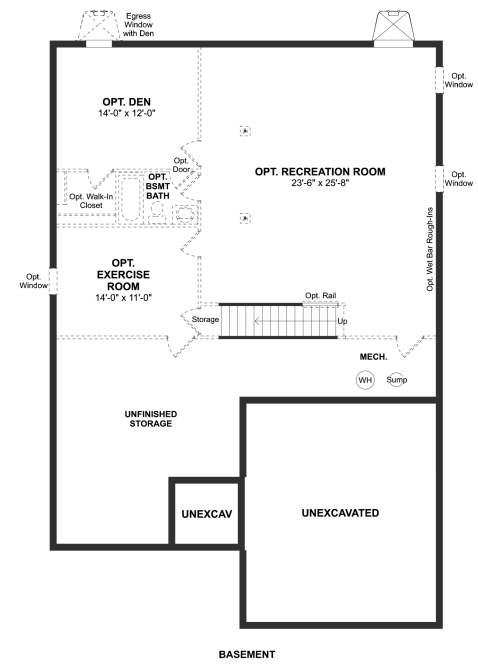 Egress
Window
with Den
OPT. DEN
14'-0" x 12'-0"
Opt.
Window
Opt.
Door
OPT.
BSMT
BATH
OPT. RECREATION ROOM
23'-6" x 25'-8"
Opt.
Window
Opt. Walk-In
Closet
Opt. Wet Bar Rough-Ins
OPT.
EXERCISE
ROOM
14'-0" x 11'-0"
Opt.
Window
Opt. Rail
Storage
Up
MECH.
WH
Sump
UNFINISHED
STORAGE
UNEXCAV
UNEXCAVATED
BASEMENT